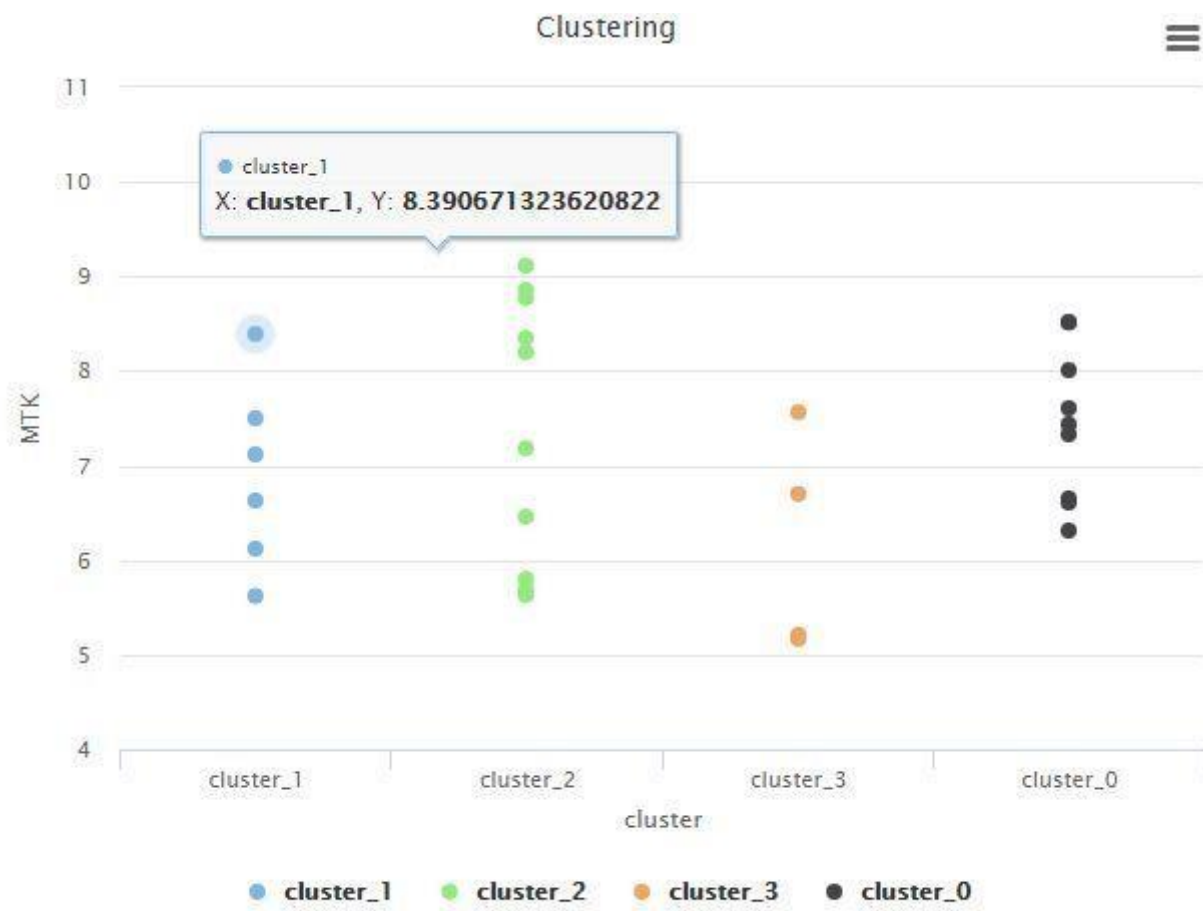 Clustering
11
10
9
8
7
6
5
4
MTK
cluster_1
X: cluster_1, Y: 8.390671323620822
cluster_1 cluster_2 cluster_3 cluster_0
cluster
cluster_1 cluster_2 cluster_3 cluster_0